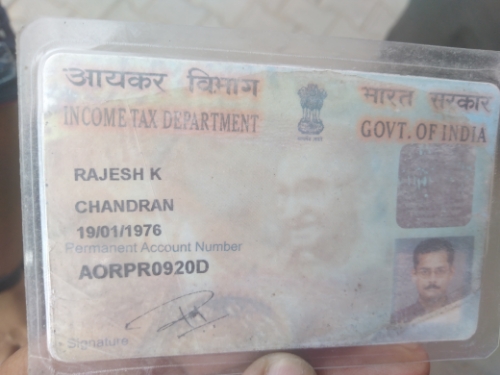 आयकर विभाग
भारत सरकार
INCOME TAX DEPARTMENT
GOVT. OF INDIA
RAJESH K
CHANDRAN
19/01/1976
Permanent Account Number
AORPR0920D
Signature